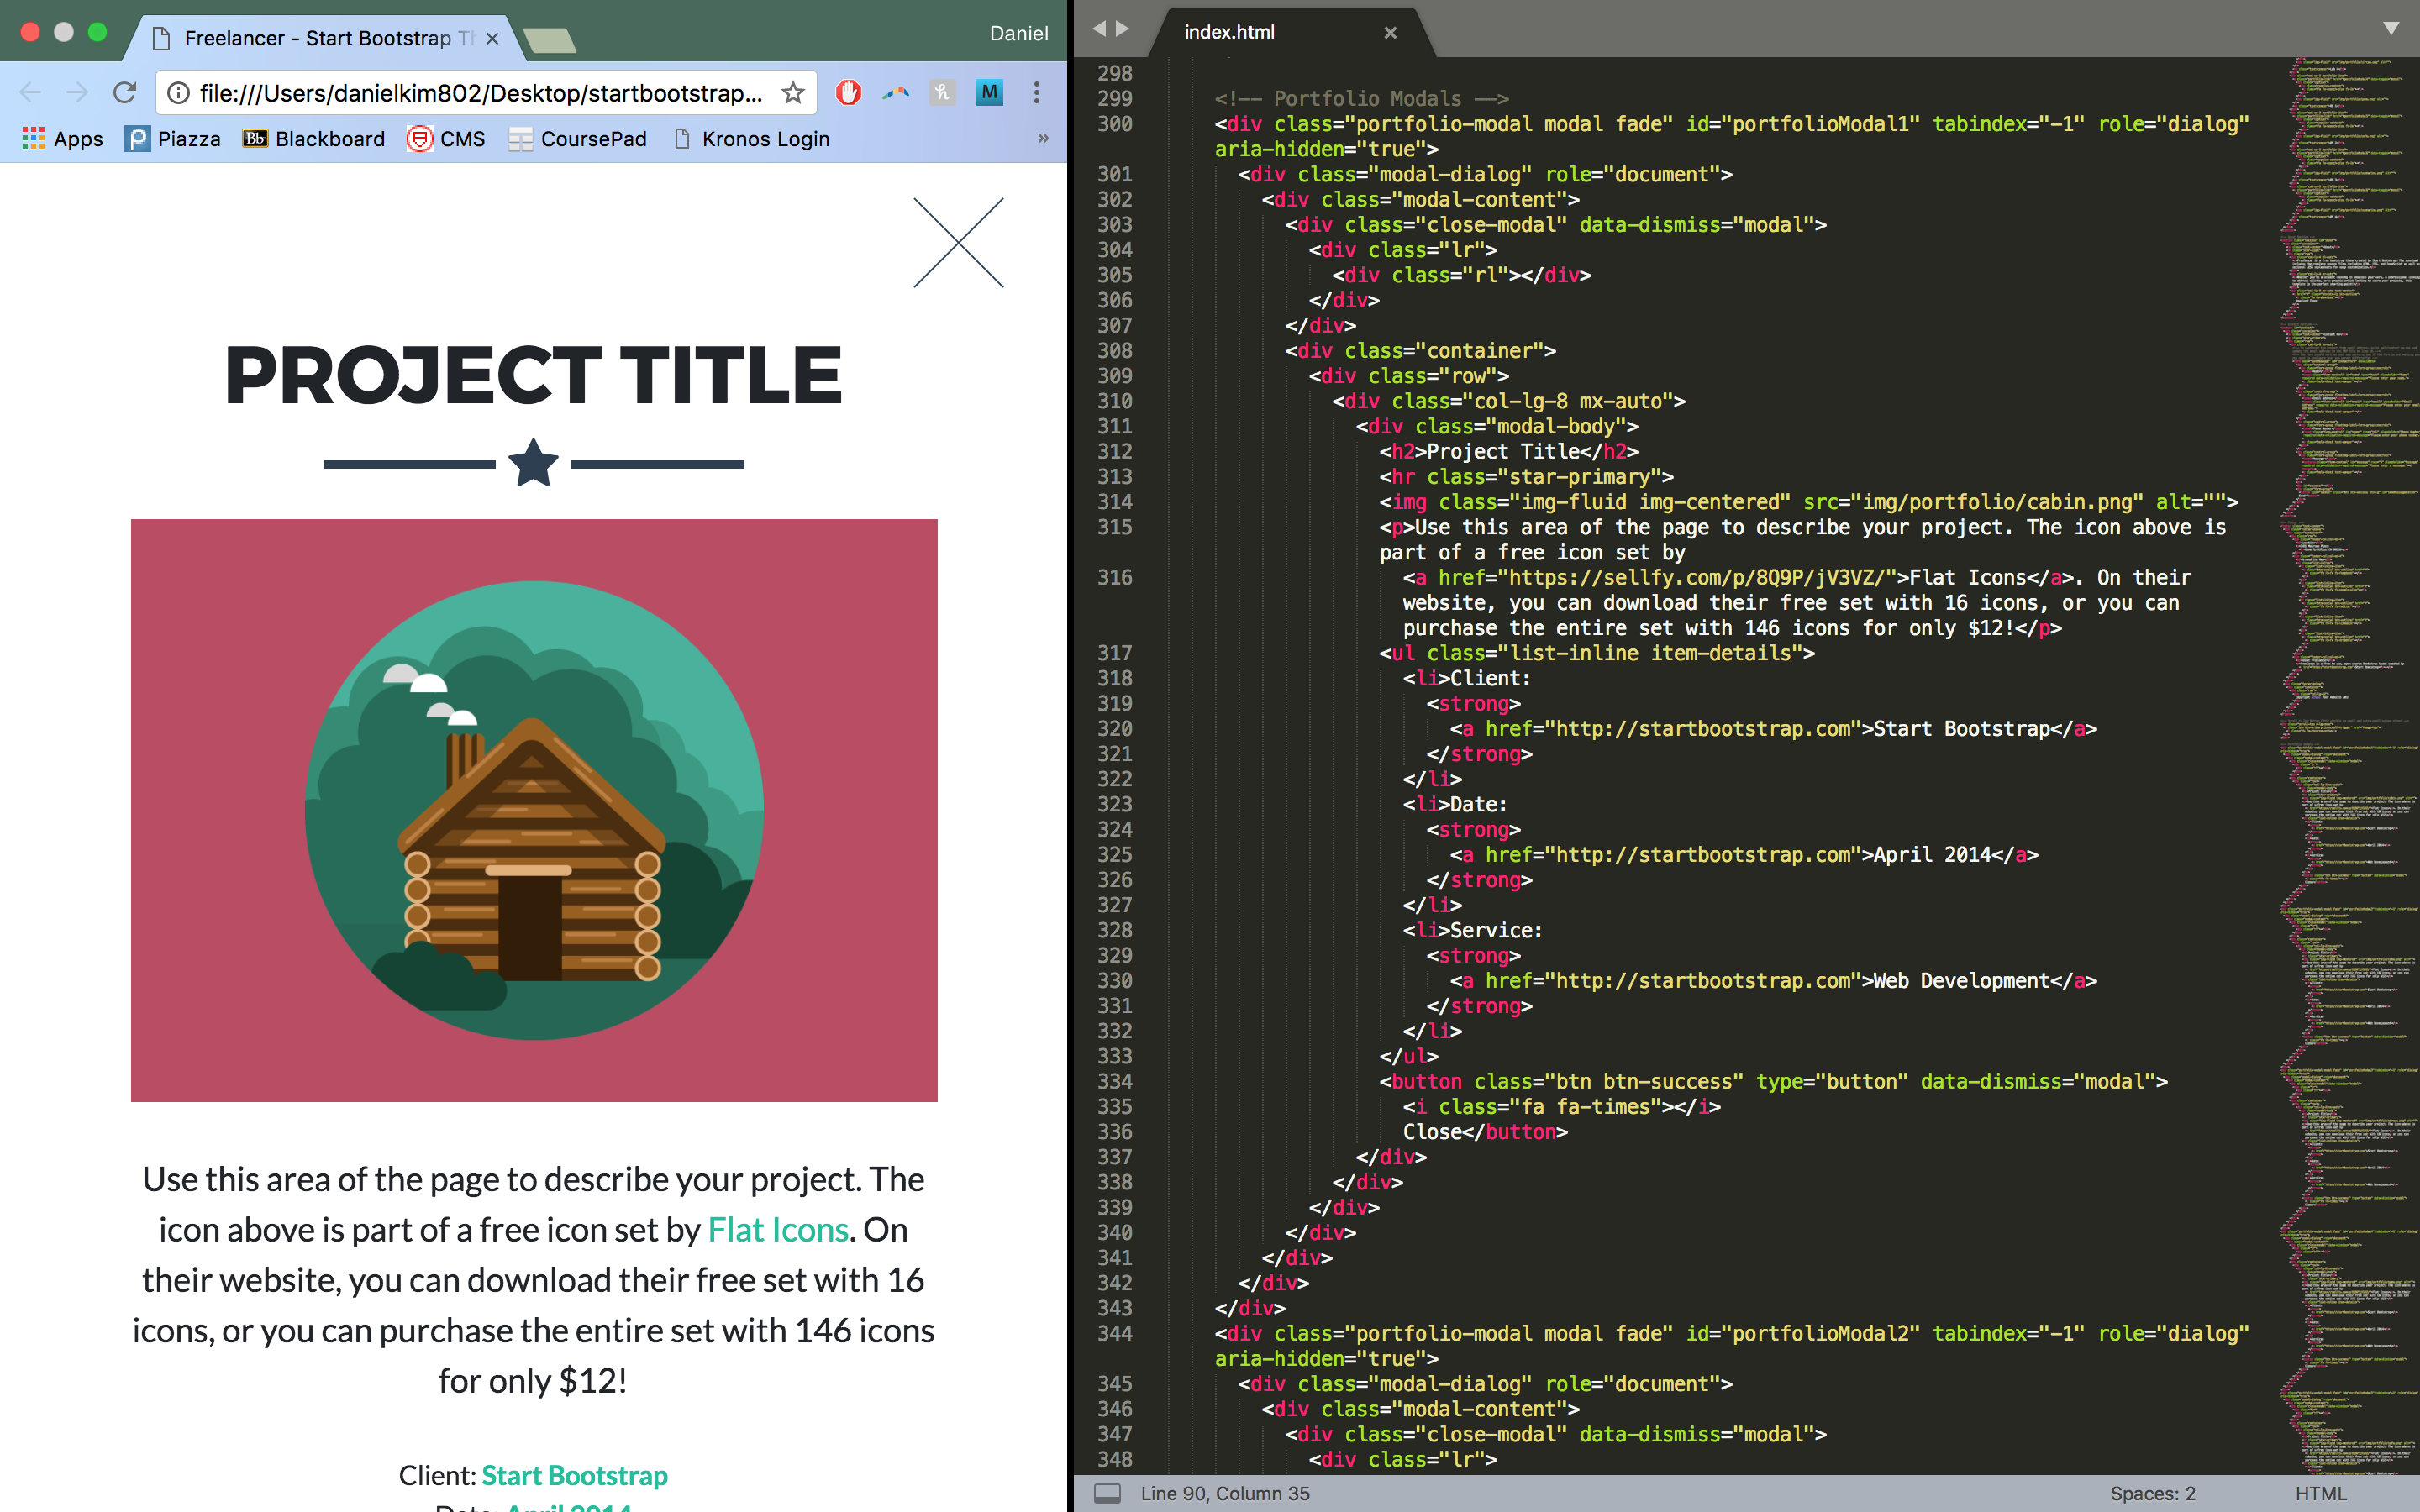 Freelancer - Start Bootstrap Th
Daniel
file:///Users/danielkim802/Desktop/startbootstrap...
Apps Piazza Blackboard CMS CoursePad Kronos Login »
PROJECT TITLE
Use this area of the page to describe your project. The
icon above is part of a free icon set by Flat Icons. On
their website, you can download their free set with 16
icons, or you can purchase the entire set with 146 icons
for only $12!
Client: Start Bootstrap
Date: April 2014
index.html
298
299 <!-- Portfolio Modals -->
300 <div class="portfolio-modal modal fade" id="portfolioModal1" tabindex="-1" role="dialog"
aria-hidden="true">
301 <div class="modal-dialog" role="document">
302 <div class="modal-content">
303 <div class="close-modal" data-dismiss="modal">
304 <div class="lr">
305 <div class="rl"></div>
306 </div>
307 </div>
308 <div class="container">
309 <div class="row">
310 <div class="col-lg-8 mx-auto">
311 <div class="modal-body">
312 <h2>Project Title</h2>
313 <hr class="star-primary">
314 <img class="img-fluid img-centered" src="img/portfolio/cabin.png" alt="">
315 <p>Use this area of the page to describe your project. The icon above is
part of a free icon set by
316 <a href="https://sellfy.com/p/8Q9P/jV3VZ/">Flat Icons</a>. On their
website, you can download their free set with 16 icons, or you can
purchase the entire set with 146 icons for only $12!</p>
317 <ul class="list-inline item-details">
318 <li>Client:
319 <strong>
320 <a href="http://startbootstrap.com">Start Bootstrap</a>
321 </strong>
322 </li>
323 <li>Date:
324 <strong>
325 <a href="http://startbootstrap.com">April 2014</a>
326 </strong>
327 </li>
328 <li>Service:
329 <strong>
330 <a href="http://startbootstrap.com">Web Development</a>
331 </strong>
332 </li>
333 </ul>
334 <button class="btn btn-success" type="button" data-dismiss="modal">
335 <i class="fa fa-times"></i>
336 Close</button>
337 </div>
338 </div>
339 </div>
340 </div>
341 </div>
342 </div>
343 </div>
344 <div class="portfolio-modal modal fade" id="portfolioModal2" tabindex="-1" role="dialog"
aria-hidden="true">
345 <div class="modal-dialog" role="document">
346 <div class="modal-content">
347 <div class="close-modal" data-dismiss="modal">
348 <div class="lr">
Line 90, Column 35
Spaces: 2
HTML